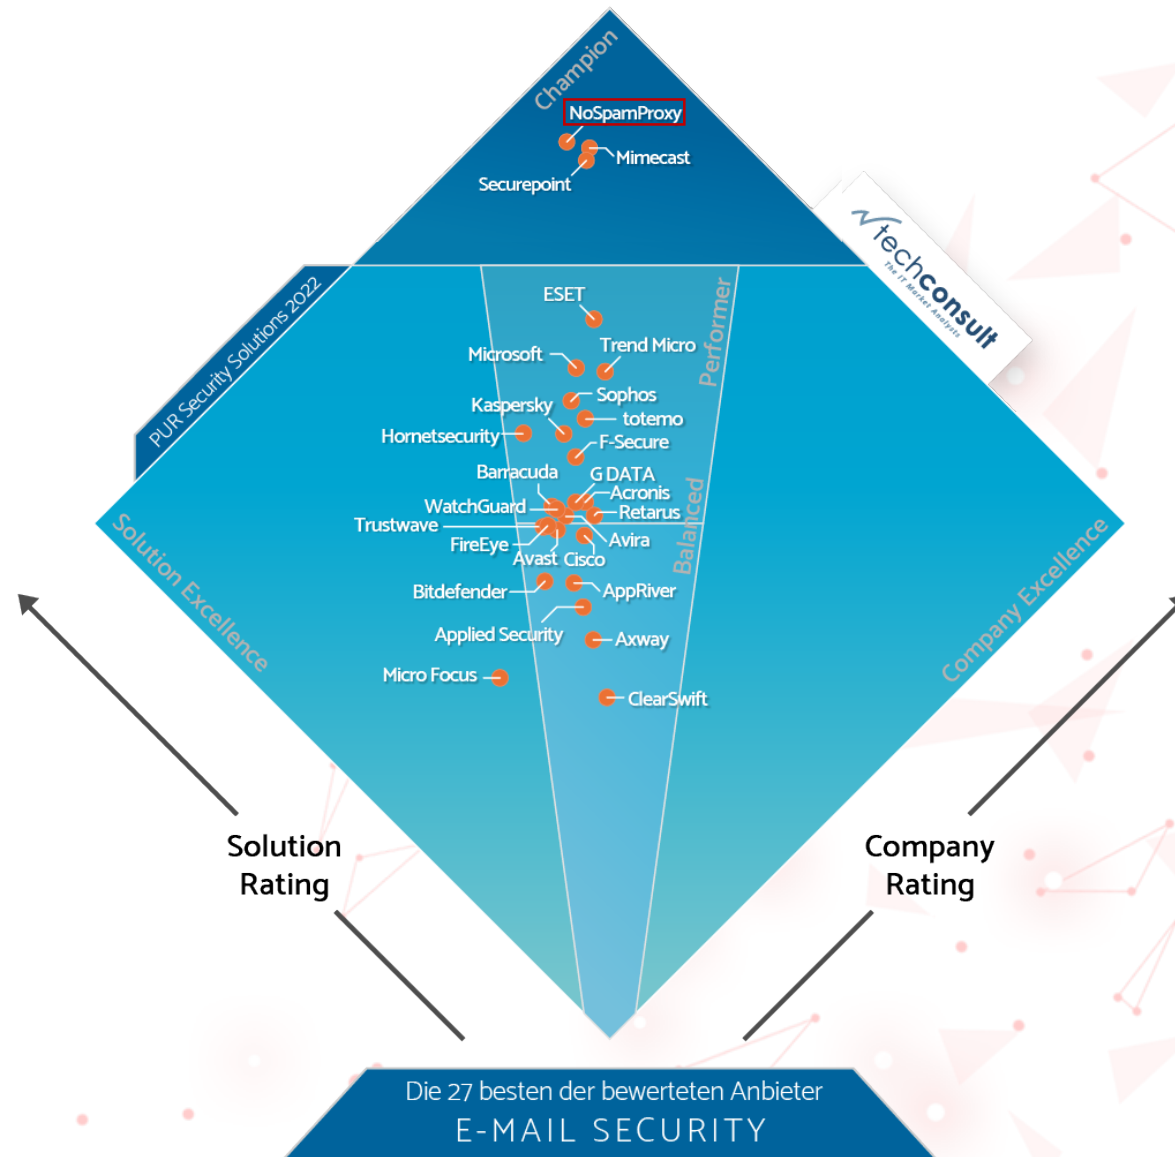 Champion
NoSpamProxy
Mimecast
Securepoint
techconsult
The IT Market Analysts
PUR Security Solutions 2022
Performer
ESET
Trend Micro
Microsoft
Sophos
Kaspersky
totemo
Hornetsecurity
F-Secure
Barracuda
G DATA
Acronis
WatchGuard
Retarus
Trustwave
Avira
FireEye
Avast
Cisco
Balanced
Solution Excellence
Company Excellence
Bitdefender
AppRiver
Applied Security
Axway
Micro Focus
ClearSwift
Solution
Rating
Company
Rating
Die 27 besten der bewerteten Anbieter
E-MAIL SECURITY